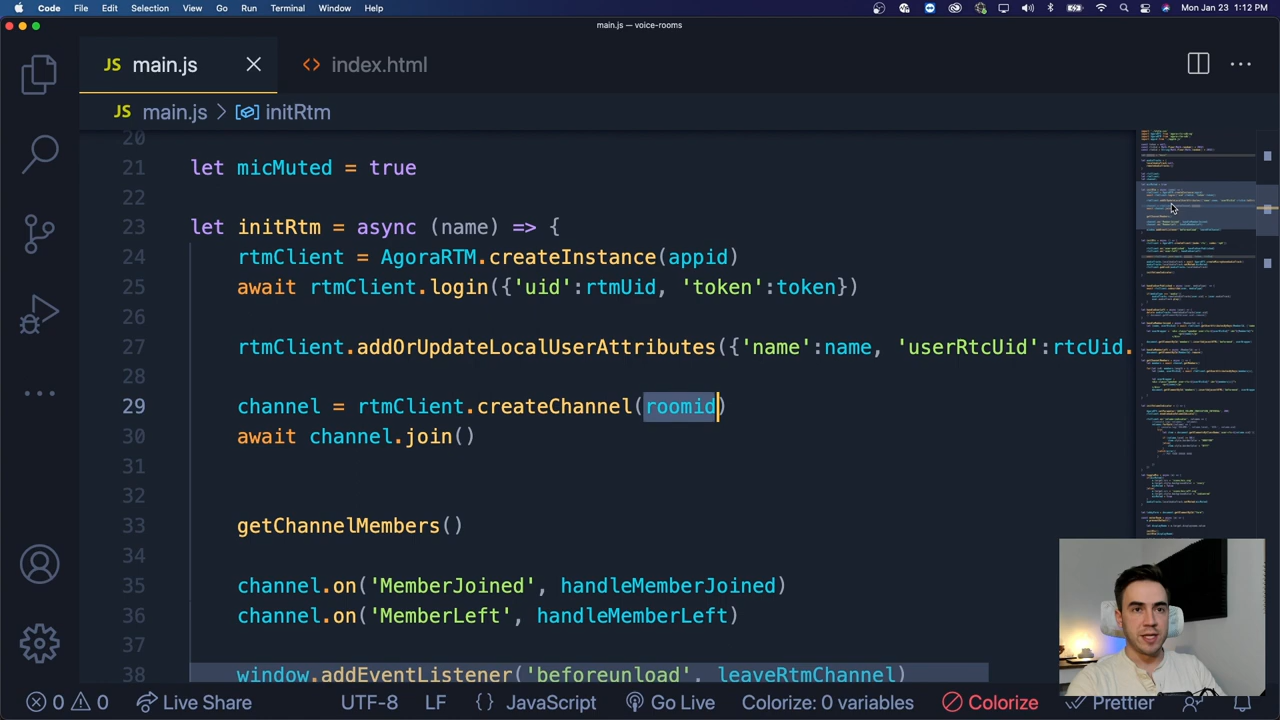 Code File Edit Selection View Go Run Terminal Window Help Mon Jan 23 1:12 PM
main.js — voice-rooms
JS main.js index.html
JS main.js > initRtm
20
21 let micMuted = true
22
23 let initRtm = async (name) => {
24 rtmClient = AgoraRTM.createInstance(appid
25 await rtmClient.login({'uid':rtmUid, 'token':token})
26
27 rtmClient.addOrUpdateLocalUserAttributes({'name':name, 'userRtcUid':rtcUid.
28
29 channel = rtmClient.createChannel(roomid)
30 await channel.join()
31
32
33 getChannelMembers()
34
35 channel.on('MemberJoined', handleMemberJoined)
36 channel.on('MemberLeft', handleMemberLeft)
37
38 window.addEventListener('beforeunload', leaveRtmChannel)
0 0 Live Share UTF-8 LF {} JavaScript Go Live Colorize: 0 variables Colorize Prettier